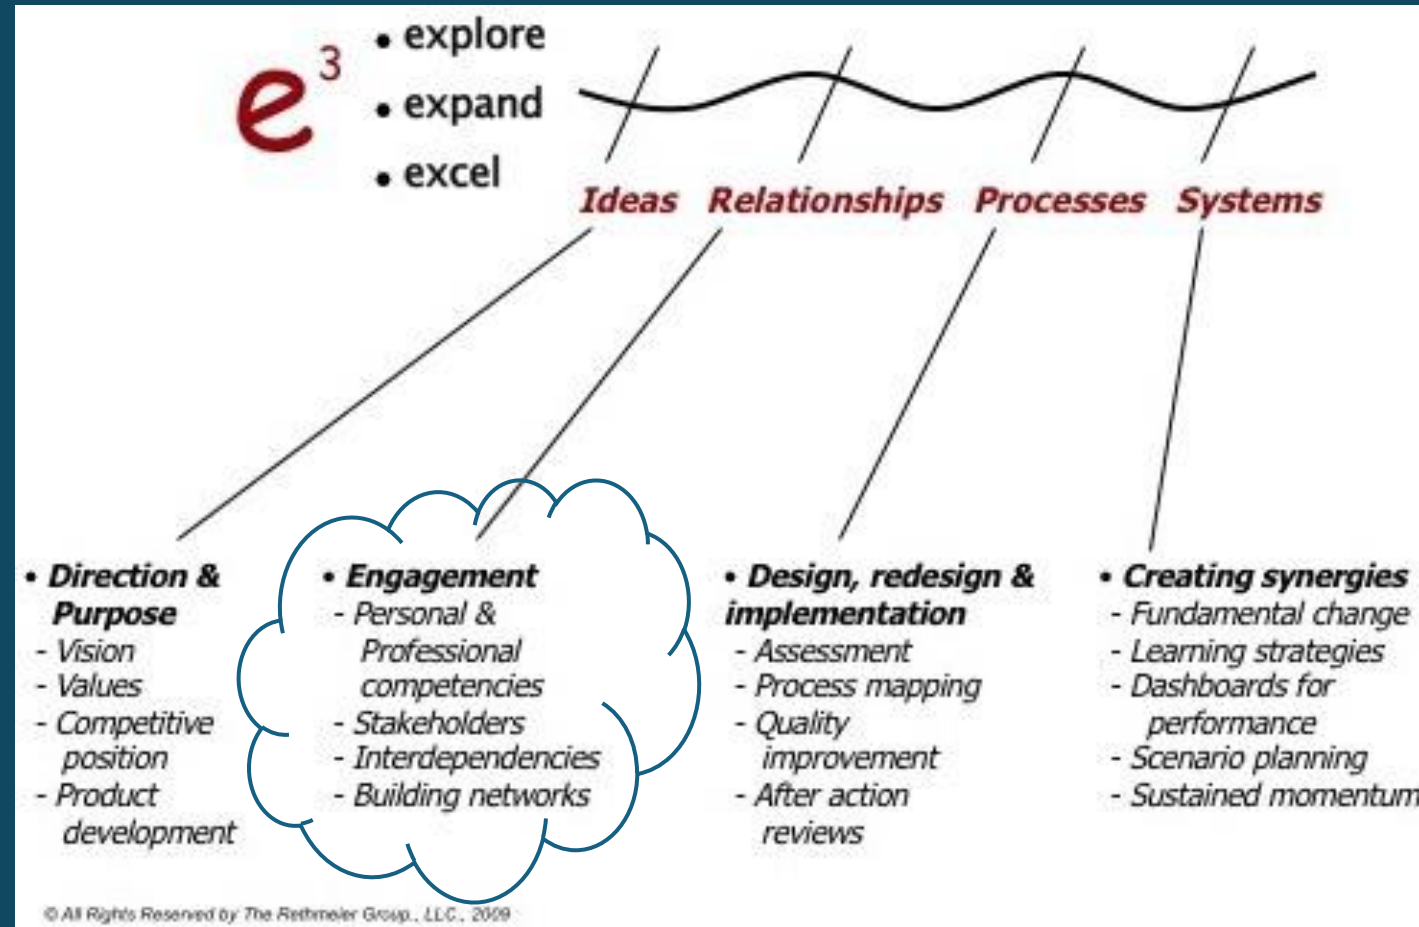 e³
• explore
• expand
• excel
Ideas Relationships Processes Systems
• Direction &
Purpose
- Vision
- Values
- Competitive
position
- Product
development
• Engagement
- Personal &
Professional
competencies
- Stakeholders
- Interdependencies
- Building networks
• Design, redesign &
implementation
- Assessment
- Process mapping
- Quality
improvement
- After action
reviews
• Creating synergies
- Fundamental change
- Learning strategies
- Dashboards for
performance
- Scenario planning
- Sustained momentum
© All Rights Reserved by The Rethmeier Group., LLC., 2009